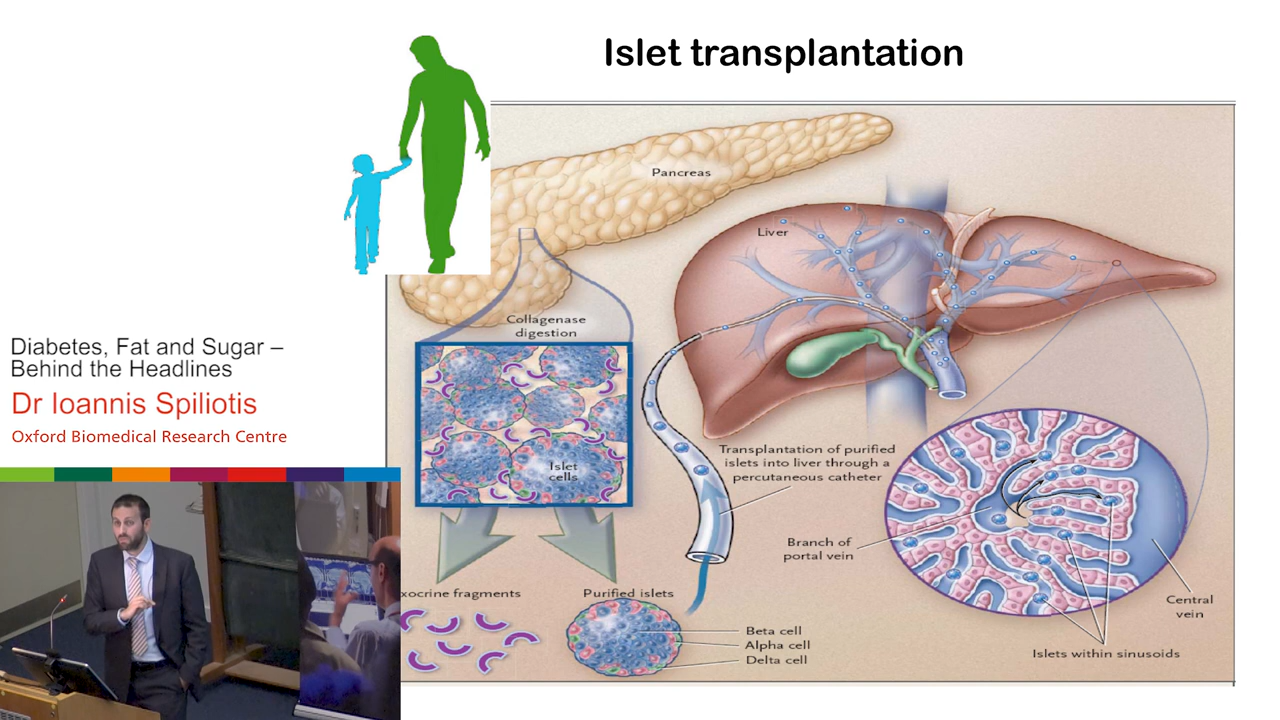 Islet transplantation
Pancreas
Liver
Collagenase
digestion
Islet
cells
Transplantation of purified
islets into liver through a
percutaneous catheter
Branch of
portal vein
xocrine fragments
Purified islets
Beta cell
Alpha cell
Delta cell
Central
vein
Islets within sinusoids
Diabetes, Fat and Sugar –
Behind the Headlines
Dr Ioannis Spiliotis
Oxford Biomedical Research Centre